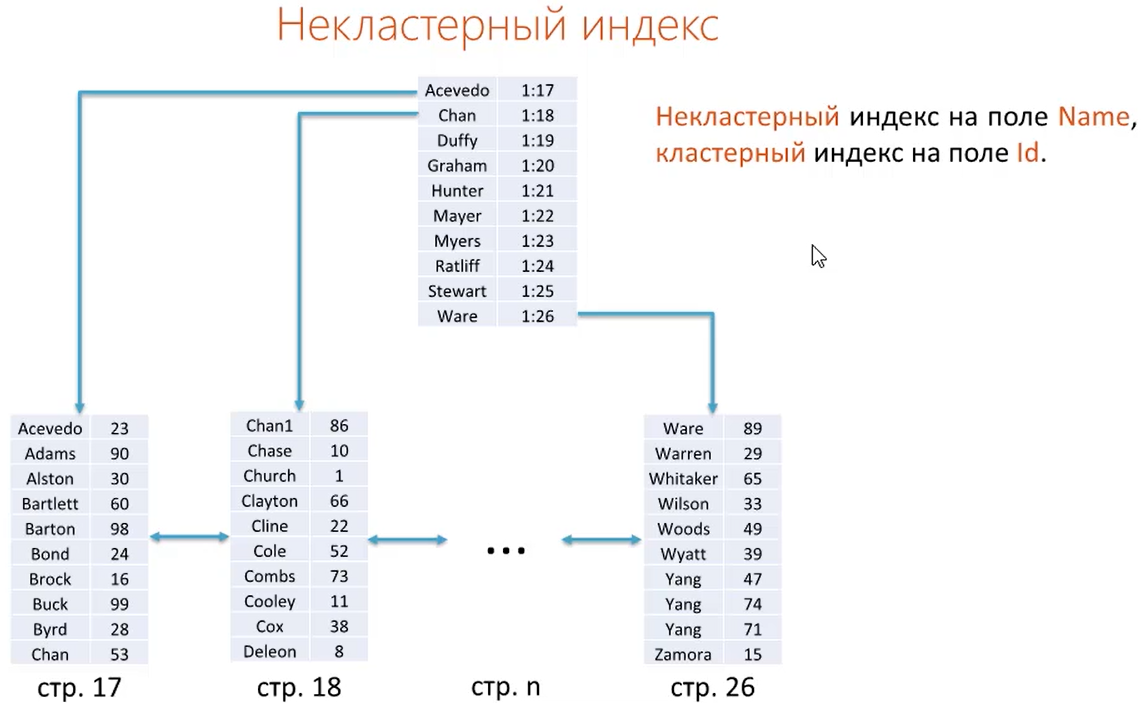 Некластерный индекс
Acevedo 1:17
Chan 1:18
Duffy 1:19
Graham 1:20
Hunter 1:21
Mayer 1:22
Myers 1:23
Ratliff 1:24
Stewart 1:25
Ware 1:26
Некластерный индекс на поле Name,
кластерный индекс на поле Id.
Acevedo 23
Adams 90
Alston 30
Bartlett 60
Barton 98
Bond 24
Brock 16
Buck 99
Byrd 28
Chan 53
стр. 17
Chan1 86
Chase 10
Church 1
Clayton 66
Cline 22
Cole 52
Combs 73
Cooley 11
Cox 38
Deleon 8
стр. 18
...
стр. n
Ware 89
Warren 29
Whitaker 65
Wilson 33
Woods 49
Wyatt 39
Yang 47
Yang 74
Yang 71
Zamora 15
стр. 26